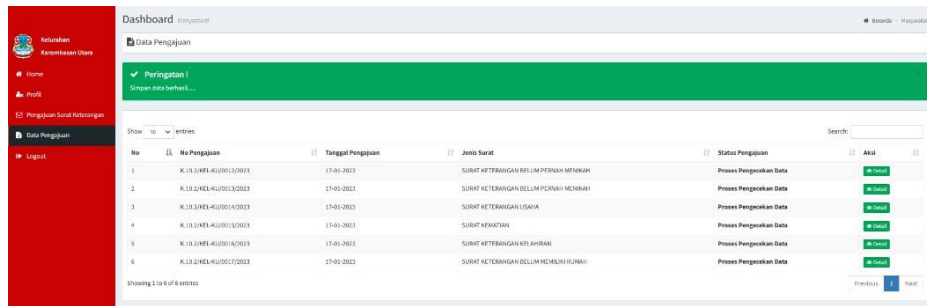 Dashboard Masyarakat
Beranda > Masyarakat
Kelurahan
Karombasan Utara
Home
Profil
Pengajuan Surat Keterangan
Data Pengajuan
Logout
Data Pengajuan
Peringatan !
Simpan data berhasil....
Show 10 entries
Search:
No No Pengajuan Tanggal Pengajuan Jenis Surat Status Pengajuan Aksi
1 K.10.2/KEL-KU/0012/2023 17-01-2023 SURAT KETERANGAN BELUM PERNAH MENIKAH Proses Pengecekan Data Detail
2 K.10.2/KEL-KU/0013/2023 17-01-2023 SURAT KETERANGAN BELUM PERNAH MENIKAH Proses Pengecekan Data Detail
3 K.10.2/KEL-KU/0014/2023 17-01-2023 SURAT KETERANGAN USAHA Proses Pengecekan Data Detail
4 K.10.2/KEL-KU/0015/2023 17-01-2023 SURAT KEMATIAN Proses Pengecekan Data Detail
5 K.10.2/KEL-KU/0016/2023 17-01-2023 SURAT KETERANGAN KELAHIRAN Proses Pengecekan Data Detail
6 K.10.2/KEL-KU/0017/2023 17-01-2023 SURAT KETERANGAN BELUM MEMILIKI RUMAH Proses Pengecekan Data Detail
Showing 1 to 6 of 6 entries
Previous 1 Next